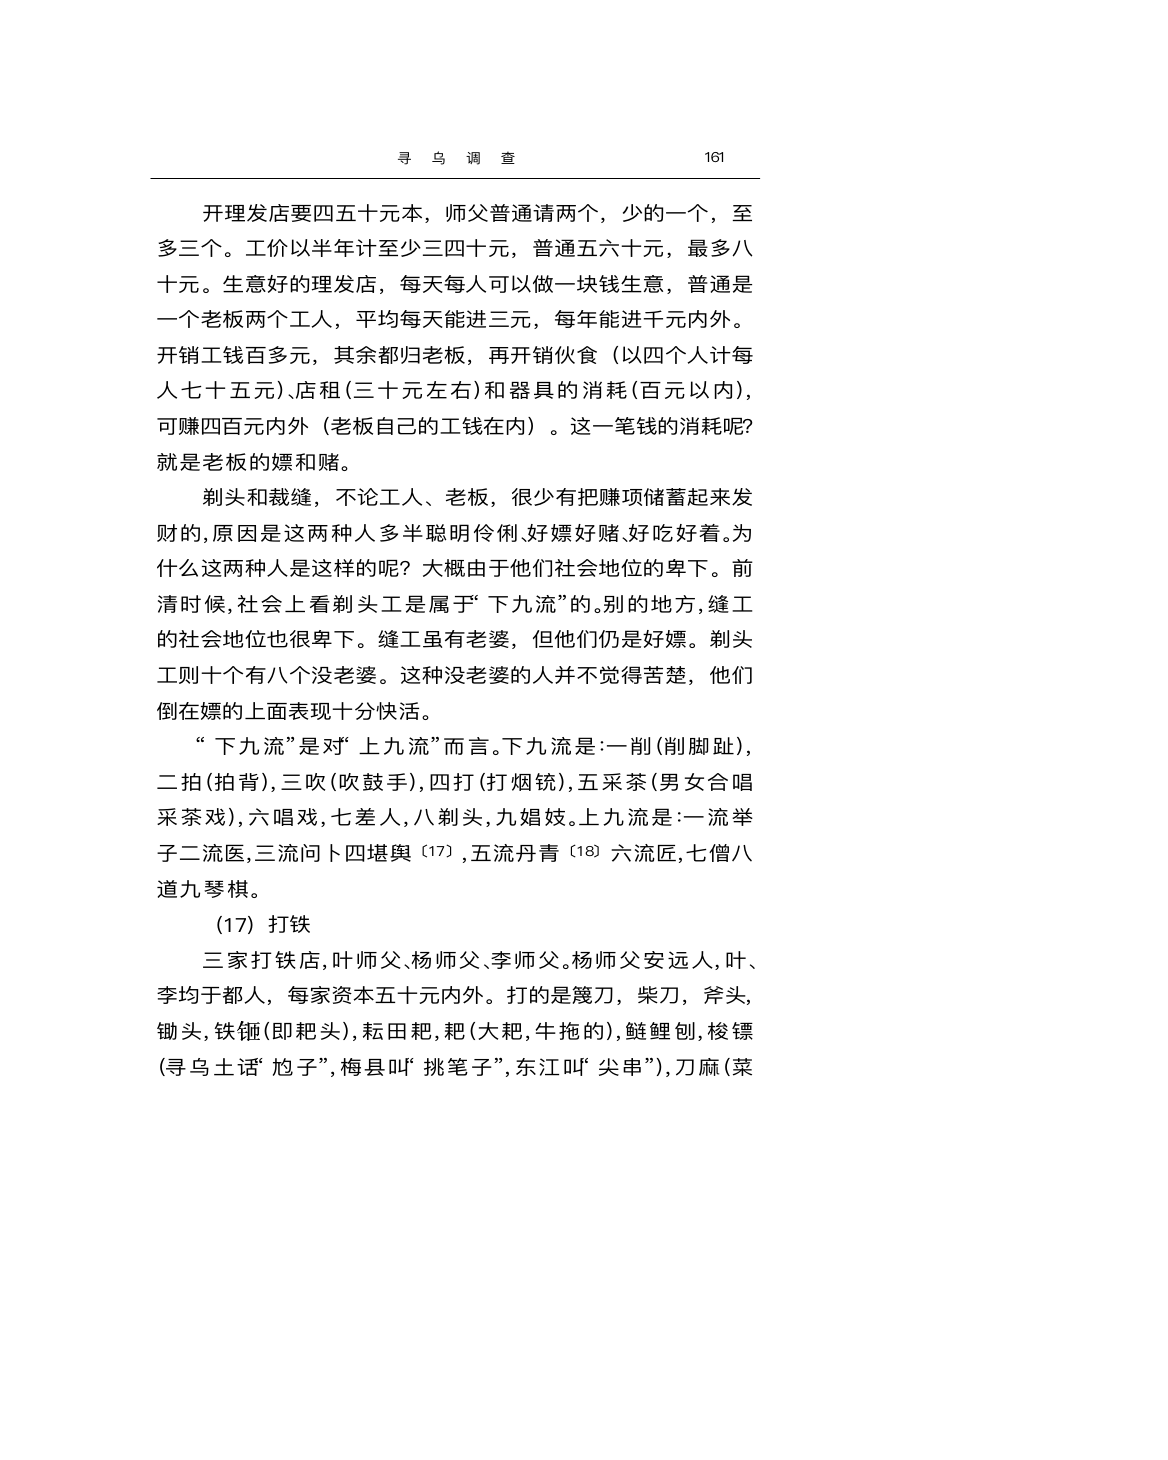 寻乌调查 161
开理发店要四五十元本，师父普通请两个，少的一个，至
多三个。工价以半年计至少三四十元，普通五六十元，最多八
十元。生意好的理发店，每天每人可以做一块钱生意，普通是
一个老板两个工人，平均每天能进三元，每年能进千元内外。
开销工钱百多元，其余都归老板，再开销伙食（以四个人计每
人七十五元）、店租（三十元左右）和器具的消耗（百元以内），
可赚四百元内外（老板自己的工钱在内）。这一笔钱的消耗呢？
就是老板的嫖和赌。
剃头和裁缝，不论工人、老板，很少有把赚项储蓄起来发
财的，原因是这两种人多半聪明伶俐、好嫖好赌、好吃好着。为
什么这两种人是这样的呢？大概由于他们社会地位的卑下。前
清时候，社会上看剃头工是属于“下九流”的。别的地方，缝工
的社会地位也很卑下。缝工虽有老婆，但他们仍是好嫖。剃头
工则十个有八个没老婆。这种没老婆的人并不觉得苦楚，他们
倒在嫖的上面表现十分快活。
“下九流”是对“上九流”而言。下九流是：一削（削脚趾），
二拍（拍背），三吹（吹鼓手），四打（打烟铳），五采茶（男女合唱
采茶戏），六唱戏，七差人，八剃头，九娼妓。上九流是：一流举
子二流医，三流问卜四堪舆〔17〕，五流丹青〔18〕六流匠，七僧八
道九琴棋。
（17）打铁
三家打铁店，叶师父、杨师父、李师父。杨师父安远人，叶、
李均于都人，每家资本五十元内外。打的是篾刀，柴刀，斧头，
锄头，铁𨧀（即耙头），耘田耙，耙（大耙，牛拖的），鲢鲤刨，梭镖
（寻乌土话“尥子”，梅县叫“挑笔子”，东江叫“尖串”），刀麻（菜